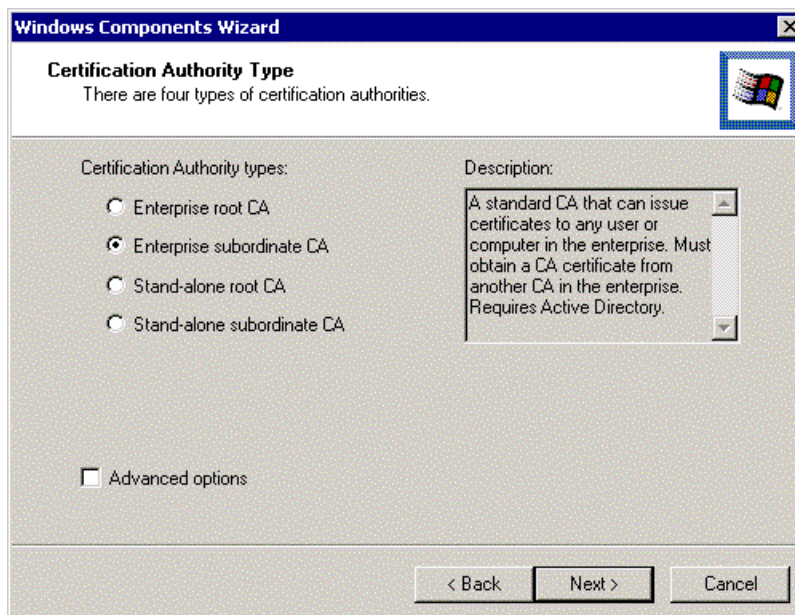 Windows Components Wizard
Certification Authority Type
There are four types of certification authorities.
Certification Authority types:
Enterprise root CA
Enterprise subordinate CA
Stand-alone root CA
Stand-alone subordinate CA
Description:
A standard CA that can issue
certificates to any user or
computer in the enterprise. Must
obtain a CA certificate from
another CA in the enterprise.
Requires Active Directory.
Advanced options
< Back
Next >
Cancel